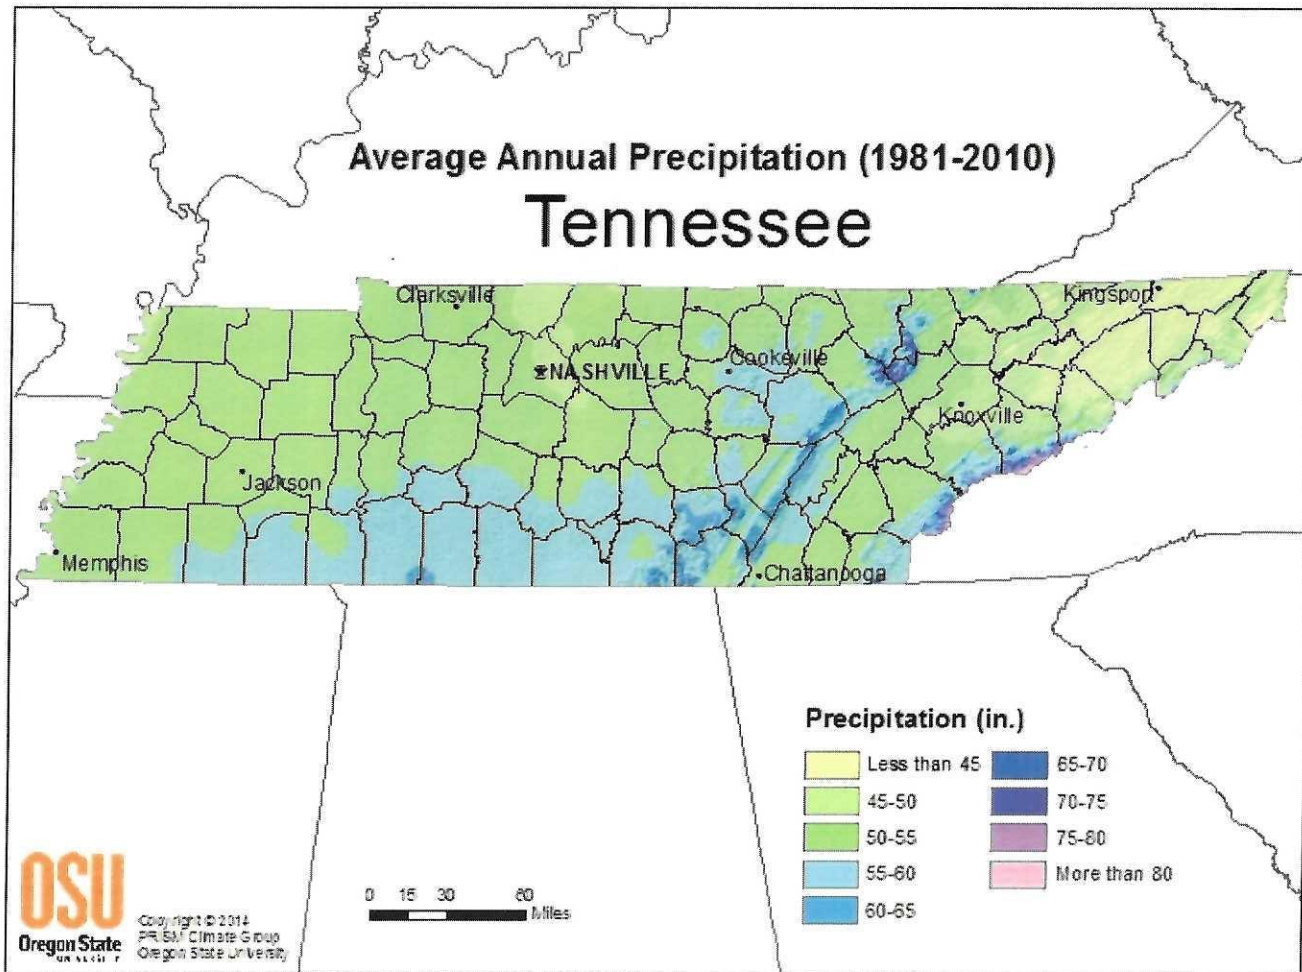 Average Annual Precipitation (1981-2010)
Tennessee
Clarksville
Kingsport
NASHVILLE
Cookeville
Knoxville
Jackson
Memphis
Chattanooga
Precipitation (in.)
Less than 45
45-50
50-55
55-60
60-65
65-70
70-75
75-80
More than 80
0 15 30 60
Miles
OSU
Oregon State
UNIVERSITY
Copyright © 2014
PRISM Climate Group
Oregon State University